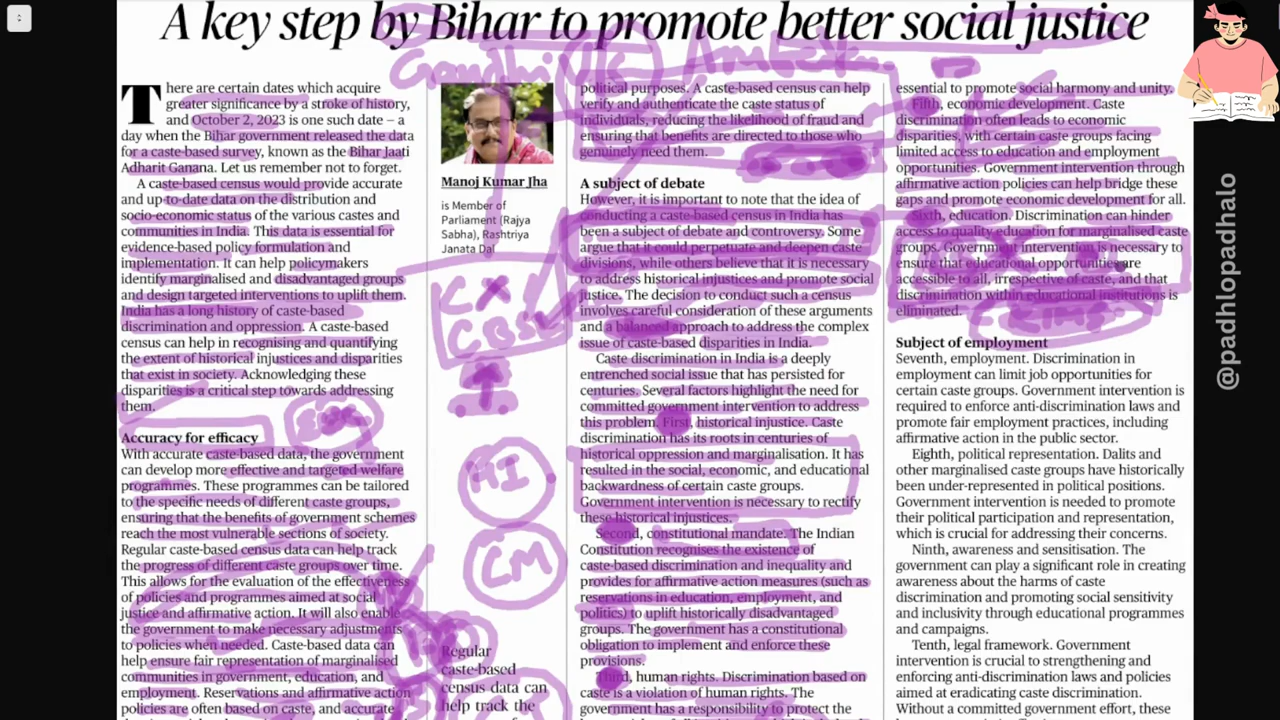 A key step by Bihar to promote better social justice
There are certain dates which acquire
greater significance by a stroke of history,
and October 2, 2023 is one such date – a
day when the Bihar government released the data
for a caste-based survey, known as the Bihar Jaati
Adharit Ganana. Let us remember not to forget.
A caste-based census would provide accurate
and up-to-date data on the distribution and
socio-economic status of the various castes and
communities in India. This data is essential for
evidence-based policy formulation and
implementation. It can help policymakers
identify marginalised and disadvantaged groups
and design targeted interventions to uplift them.
India has a long history of caste-based
discrimination and oppression. A caste-based
census can help in recognising and quantifying
the extent of historical injustices and disparities
that exist in society. Acknowledging these
disparities is a critical step towards addressing
them.
Accuracy for efficacy
With accurate caste-based data, the government
can develop more effective and targeted welfare
programmes. These programmes can be tailored
to the specific needs of different caste groups,
ensuring that the benefits of government schemes
reach the most vulnerable sections of society.
Regular caste-based census data can help track
the progress of different caste groups over time.
This allows for the evaluation of the effectiveness
of policies and programmes aimed at social
justice and affirmative action. It will also enable
the government to make necessary adjustments
to policies when needed. Caste-based data can
help ensure fair representation of marginalised
communities in government, education, and
employment. Reservations and affirmative action
policies are often based on caste, and accurate
Manoj Kumar Jha
is Member of
Parliament (Rajya
Sabha), Rashtriya
Janata Dal
HI
CM
Regular
caste-based
census data can
help track the
Gandhi
political purposes. A caste-based census can help
verify and authenticate the caste status of
individuals, reducing the likelihood of fraud and
ensuring that benefits are directed to those who
genuinely need them.
A subject of debate
However, it is important to note that the idea of
conducting a caste-based census in India has
been a subject of debate and controversy. Some
argue that it could perpetuate and deepen caste
divisions, while others believe that it is necessary
to address historical injustices and promote social
justice. The decision to conduct such a census
involves careful consideration of these arguments
and a balanced approach to address the complex
issue of caste-based disparities in India.
Caste discrimination in India is a deeply
entrenched social issue that has persisted for
centuries. Several factors highlight the need for
committed government intervention to address
this problem. First, historical injustice. Caste
discrimination has its roots in centuries of
historical oppression and marginalisation. It has
resulted in the social, economic, and educational
backwardness of certain caste groups.
Government intervention is necessary to rectify
these historical injustices.
Second, constitutional mandate. The Indian
Constitution recognises the existence of
caste-based discrimination and inequality and
provides for affirmative action measures (such as
reservations in education, employment, and
politics) to uplift historically disadvantaged
groups. The government has a constitutional
obligation to implement and enforce these
provisions.
Third, human rights. Discrimination based on
caste is a violation of human rights. The
government has a responsibility to protect the
essential to promote social harmony and unity.
Fifth, economic development. Caste
discrimination often leads to economic
disparities, with certain caste groups facing
limited access to education and employment
opportunities. Government intervention through
affirmative action policies can help bridge these
gaps and promote economic development for all.
Sixth, education. Discrimination can hinder
access to quality education for marginalised caste
groups. Government intervention is necessary to
ensure that educational opportunities are
accessible to all, irrespective of caste, and that
discrimination within educational institutions is
eliminated.
Subject of employment
Seventh, employment. Discrimination in
employment can limit job opportunities for
certain caste groups. Government intervention is
required to enforce anti-discrimination laws and
promote fair employment practices, including
affirmative action in the public sector.
Eighth, political representation. Dalits and
other marginalised caste groups have historically
been under-represented in political positions.
Government intervention is needed to promote
their political participation and representation,
which is crucial for addressing their concerns.
Ninth, awareness and sensitisation. The
government can play a significant role in creating
awareness about the harms of caste
discrimination and promoting social sensitivity
and inclusivity through educational programmes
and campaigns.
Tenth, legal framework. Government
intervention is crucial to strengthening and
enforcing anti-discrimination laws and policies
aimed at eradicating caste discrimination.
Without a committed government effort, these
@padhlopadhalo